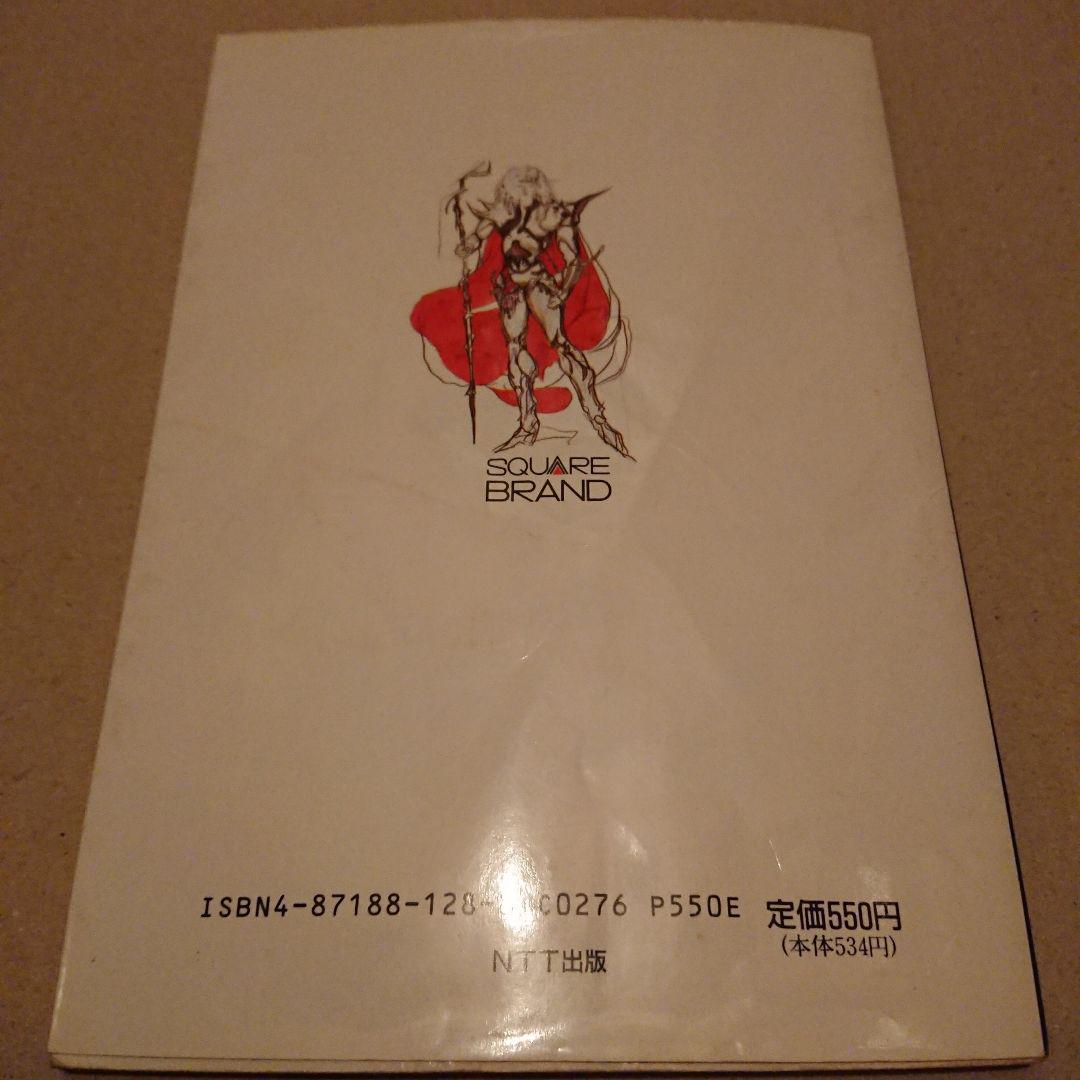 SQUARE
BRAND
ISBN4-87188-128- C0276 P550E
定価550円
(本体534円)
NTT出版